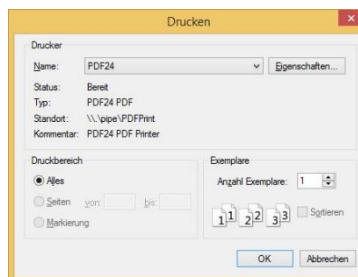 Drucken
Drucker
Name: PDF24 Eigenschaften...
Status: Bereit
Typ: PDF24 PDF
Standort: \\.\pipe\PDFPrint
Kommentar: PDF24 PDF Printer
Druckbereich
Alles
Seiten von: bis:
Markierung
Exemplare
Anzahl Exemplare: 1
1 1 2 2 3 3 Sortieren
OK Abbrechen